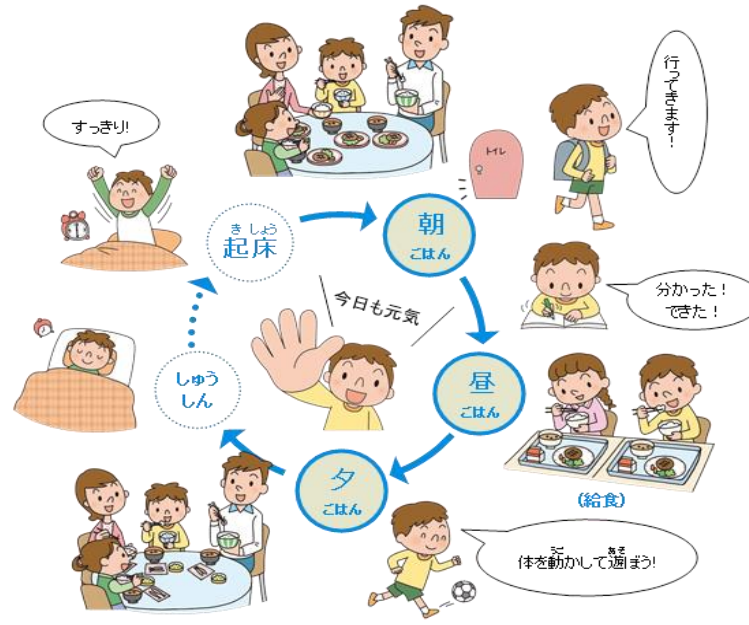 すっきり!
き しょう
起床
朝
ごはん
トイレ
行ってきます!
分かった!
できた!
今日も元気
昼
ごはん
(給食)
しゅう
しん
夕
ごはん
うご
あそ
体を動かして遊ぼう!